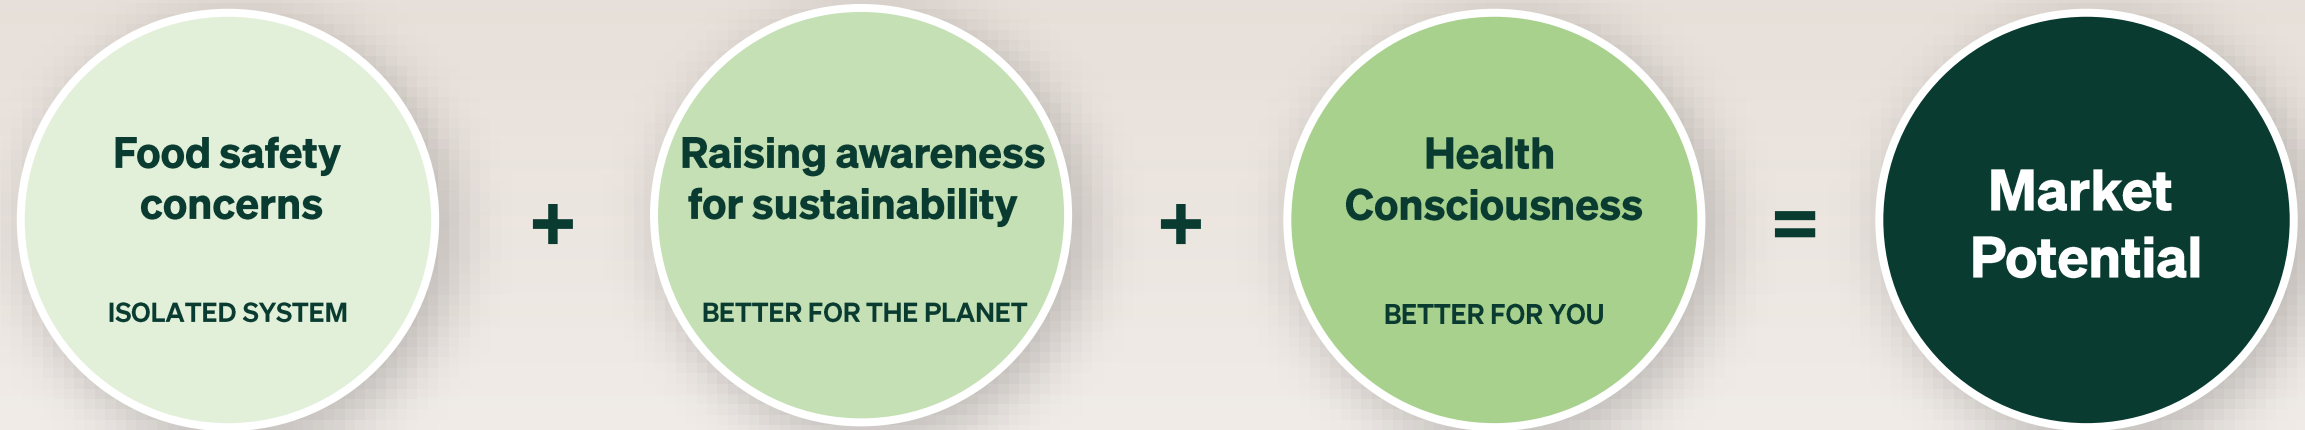 Food safety
concerns
ISOLATED SYSTEM
+
Raising awareness
for sustainability
BETTER FOR THE PLANET
+
Health
Consciousness
BETTER FOR YOU
=
Market
Potential